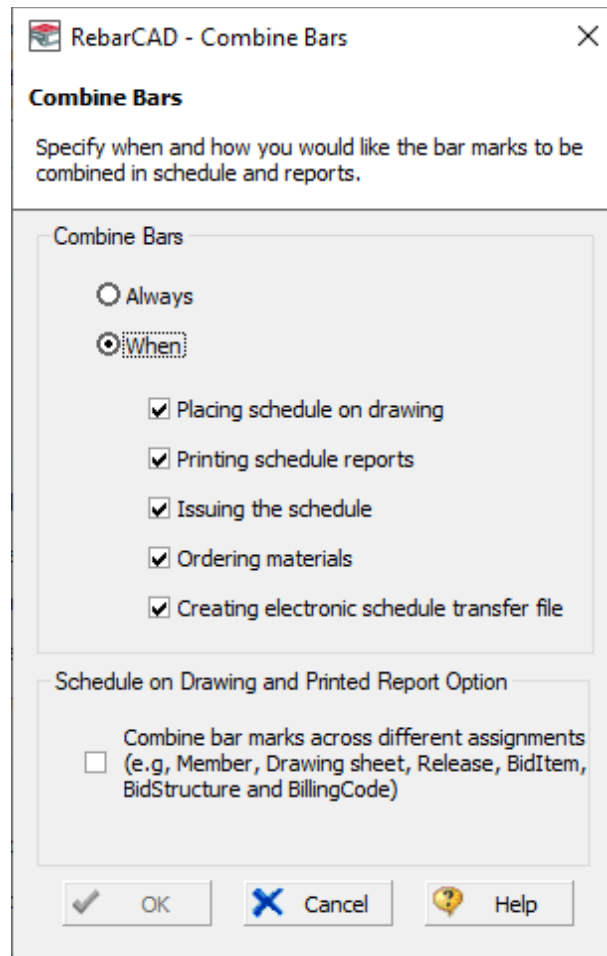 RebarCAD - Combine Bars
Combine Bars
Specify when and how you would like the bar marks to be
combined in schedule and reports.
Combine Bars
Always
When
Placing schedule on drawing
Printing schedule reports
Issuing the schedule
Ordering materials
Creating electronic schedule transfer file
Schedule on Drawing and Printed Report Option
Combine bar marks across different assignments
(e.g, Member, Drawing sheet, Release, BidItem,
BidStructure and BillingCode)
OK Cancel Help